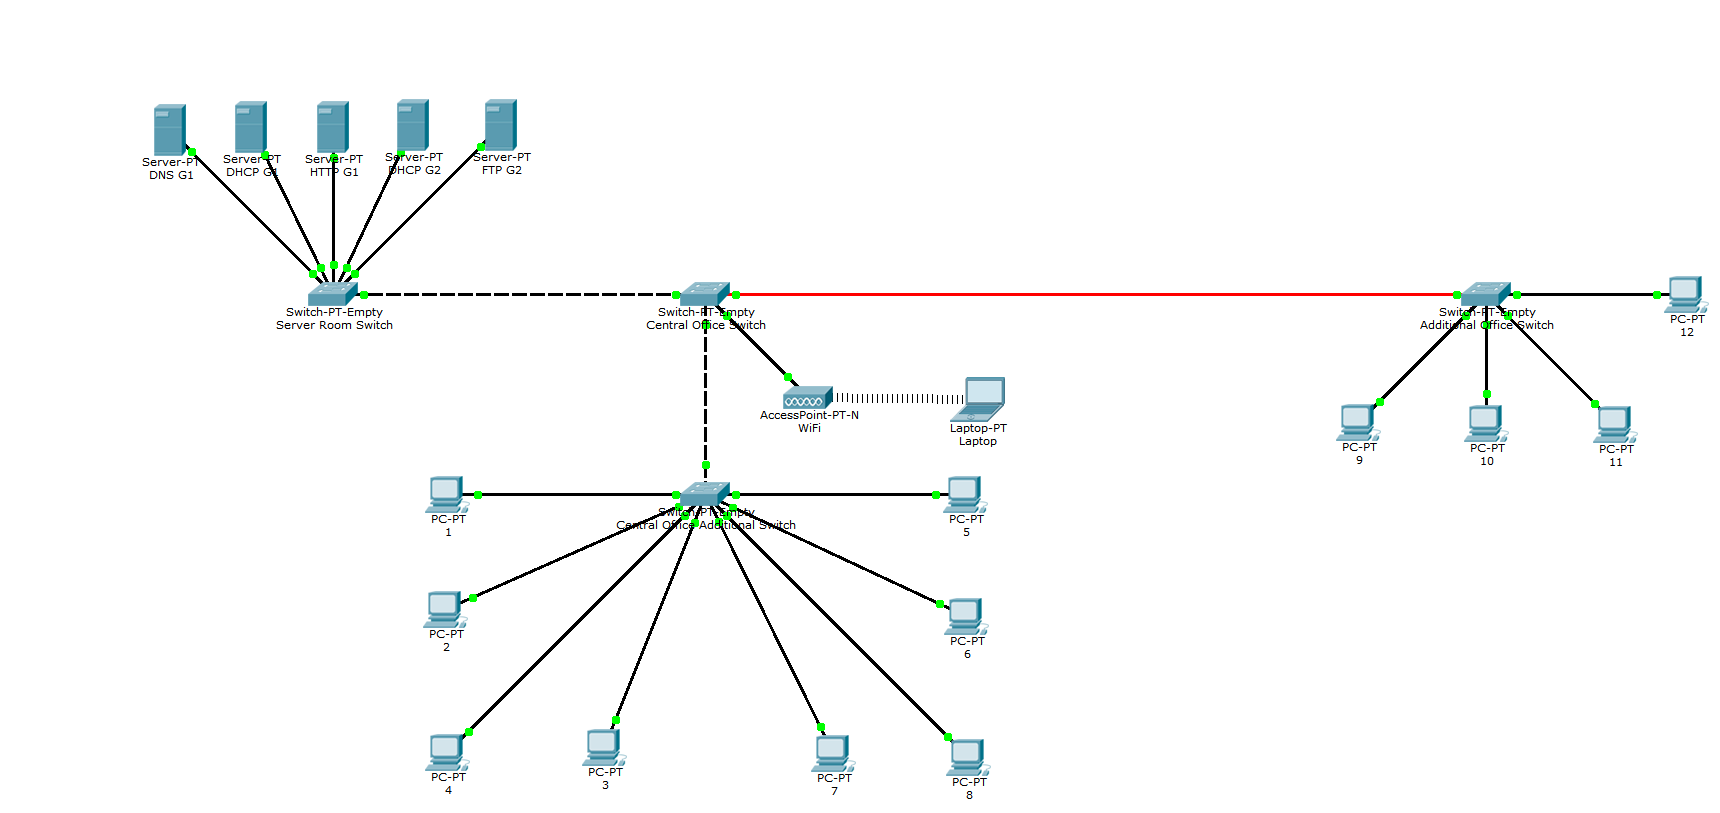 Server-PT
DNS G1
Server-PT
DHCP G1
Server-PT
HTTP G1
Server-PT
DHCP G2
Server-PT
FTP G2
Switch-PT-Empty
Server Room Switch
Switch-PT-Empty
Central Office Switch
Switch-PT-Empty
Additional Office Switch
PC-PT
12
AccessPoint-PT-N
WiFi
Laptop-PT
Laptop
PC-PT
9
PC-PT
10
PC-PT
11
Switch-PT-Empty
Central Office Additional Switch
PC-PT
1
PC-PT
5
PC-PT
2
PC-PT
6
PC-PT
4
PC-PT
3
PC-PT
7
PC-PT
8